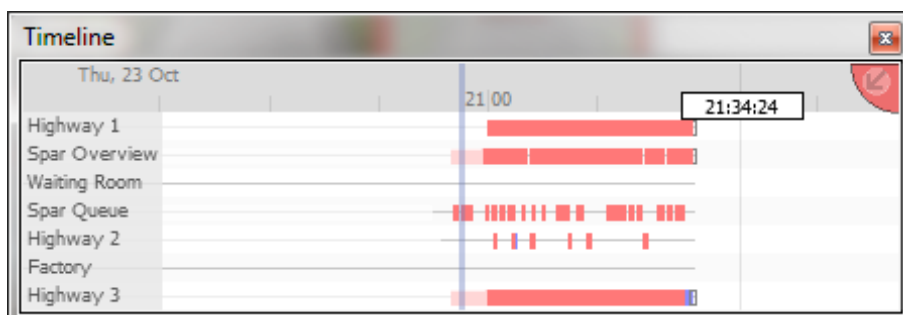 Timeline
Thu, 23 Oct
21 00
21:34:24
Highway 1
Spar Overview
Waiting Room
Spar Queue
Highway 2
Factory
Highway 3